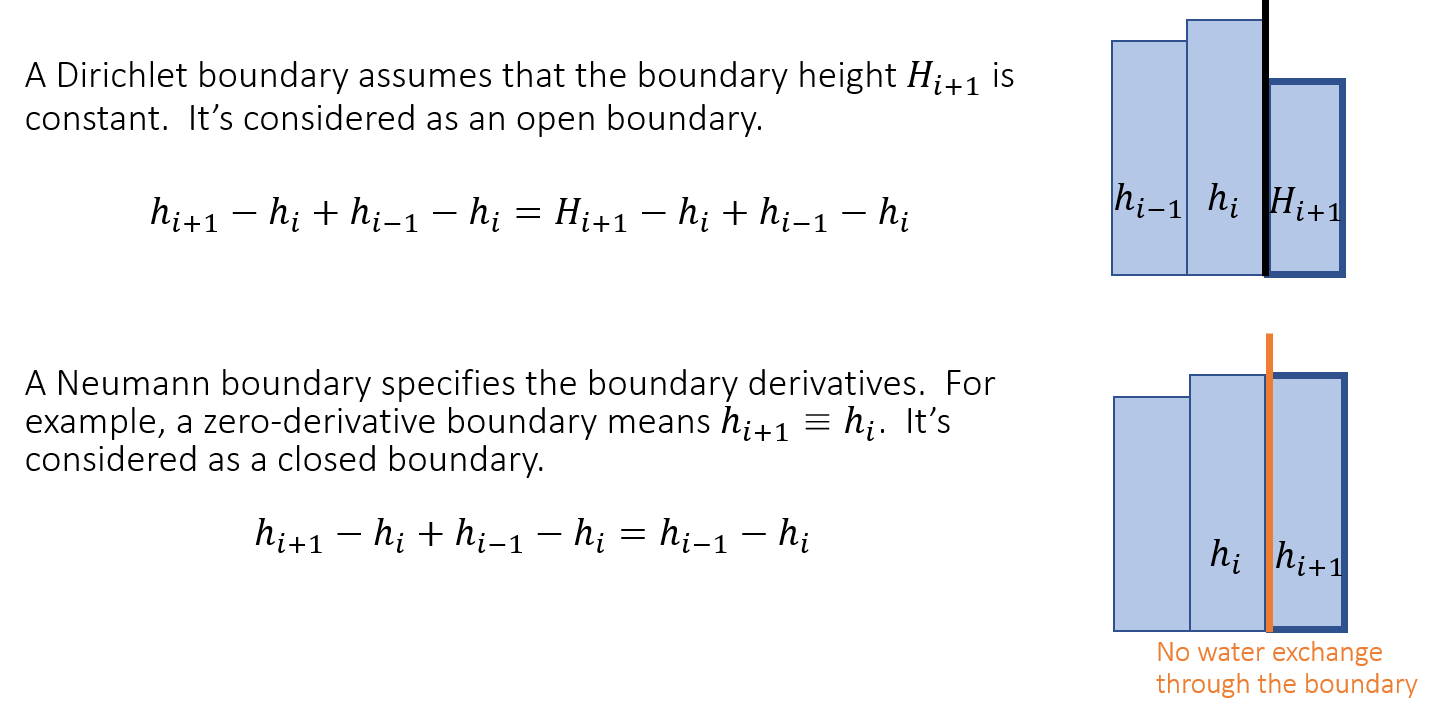 A Dirichlet boundary assumes that the boundary height $H_{i+1}$ is
constant.  It’s considered as an open boundary.
$h_{i+1} - h_i + h_{i-1} - h_i = H_{i+1} - h_i + h_{i-1} - h_i$
$h_{i-1}$ $h_i$ $H_{i+1}$
A Neumann boundary specifies the boundary derivatives.  For
example, a zero-derivative boundary means $h_{i+1} \equiv h_i$.  It’s
considered as a closed boundary.
$h_{i+1} - h_i + h_{i-1} - h_i = h_{i-1} - h_i$
$h_i$ $h_{i+1}$
No water exchange
through the boundary